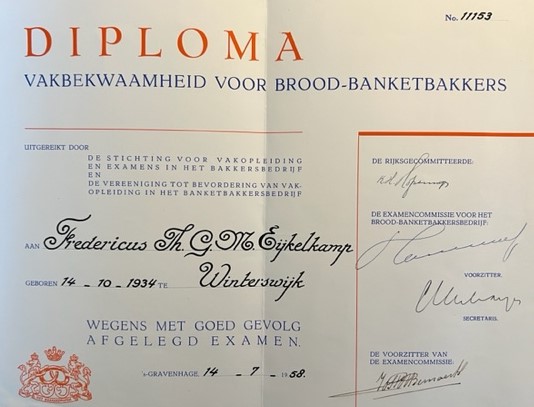 No. 11153
DIPLOMA
VAKBEKWAAMHEID VOOR BROOD-BANKETBAKKERS
UITGEREIKT DOOR
DE STICHTING VOOR VAKOPLEIDING
EN EXAMENS IN HET BAKKERSBEDRIJF
EN
DE VEREENIGING TOT BEVORDERING VAN VAK-
OPLEIDING IN HET BANKETBAKKERSBEDRIJF
AAN Fredericus Th. G. M. Eijkelkamp
GEBOREN 14 - 10 - 1934 TE Winterswijk
WEGENS MET GOED GEVOLG
AFGELEGD EXAMEN.
'S-GRAVENHAGE, 14 - 7 - 1958.
DE RIJKSGECOMMITTEERDE:
DE EXAMENCOMMISSIE VOOR HET
BROOD-BANKETBAKKERSBEDRIJF:
VOORZITTER.
SECRETARIS.
DE VOORZITTER VAN
DE EXAMENCOMMISSIE: